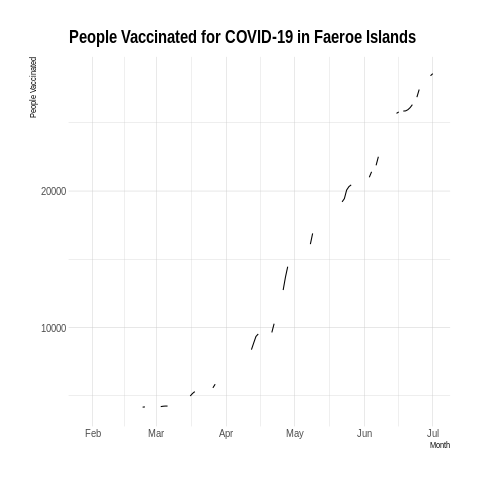 People Vaccinated for COVID-19 in Faeroe Islands
People Vaccinated
20000
10000
Feb Mar Apr May Jun Jul
Month